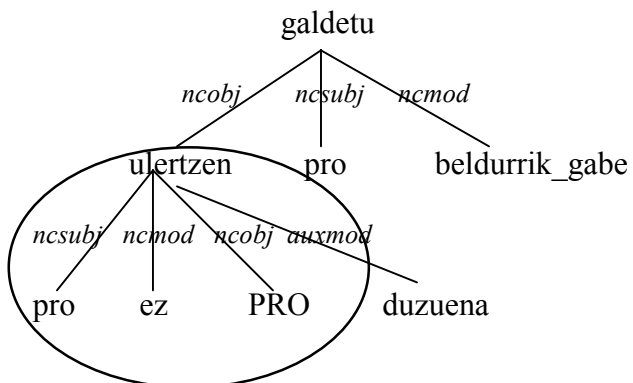 galdetu
ncobj ncsubj ncmod
ulertzen pro beldurrik_gabe
ncsubj ncmod ncobj auxmod
pro ez PRO duzuena